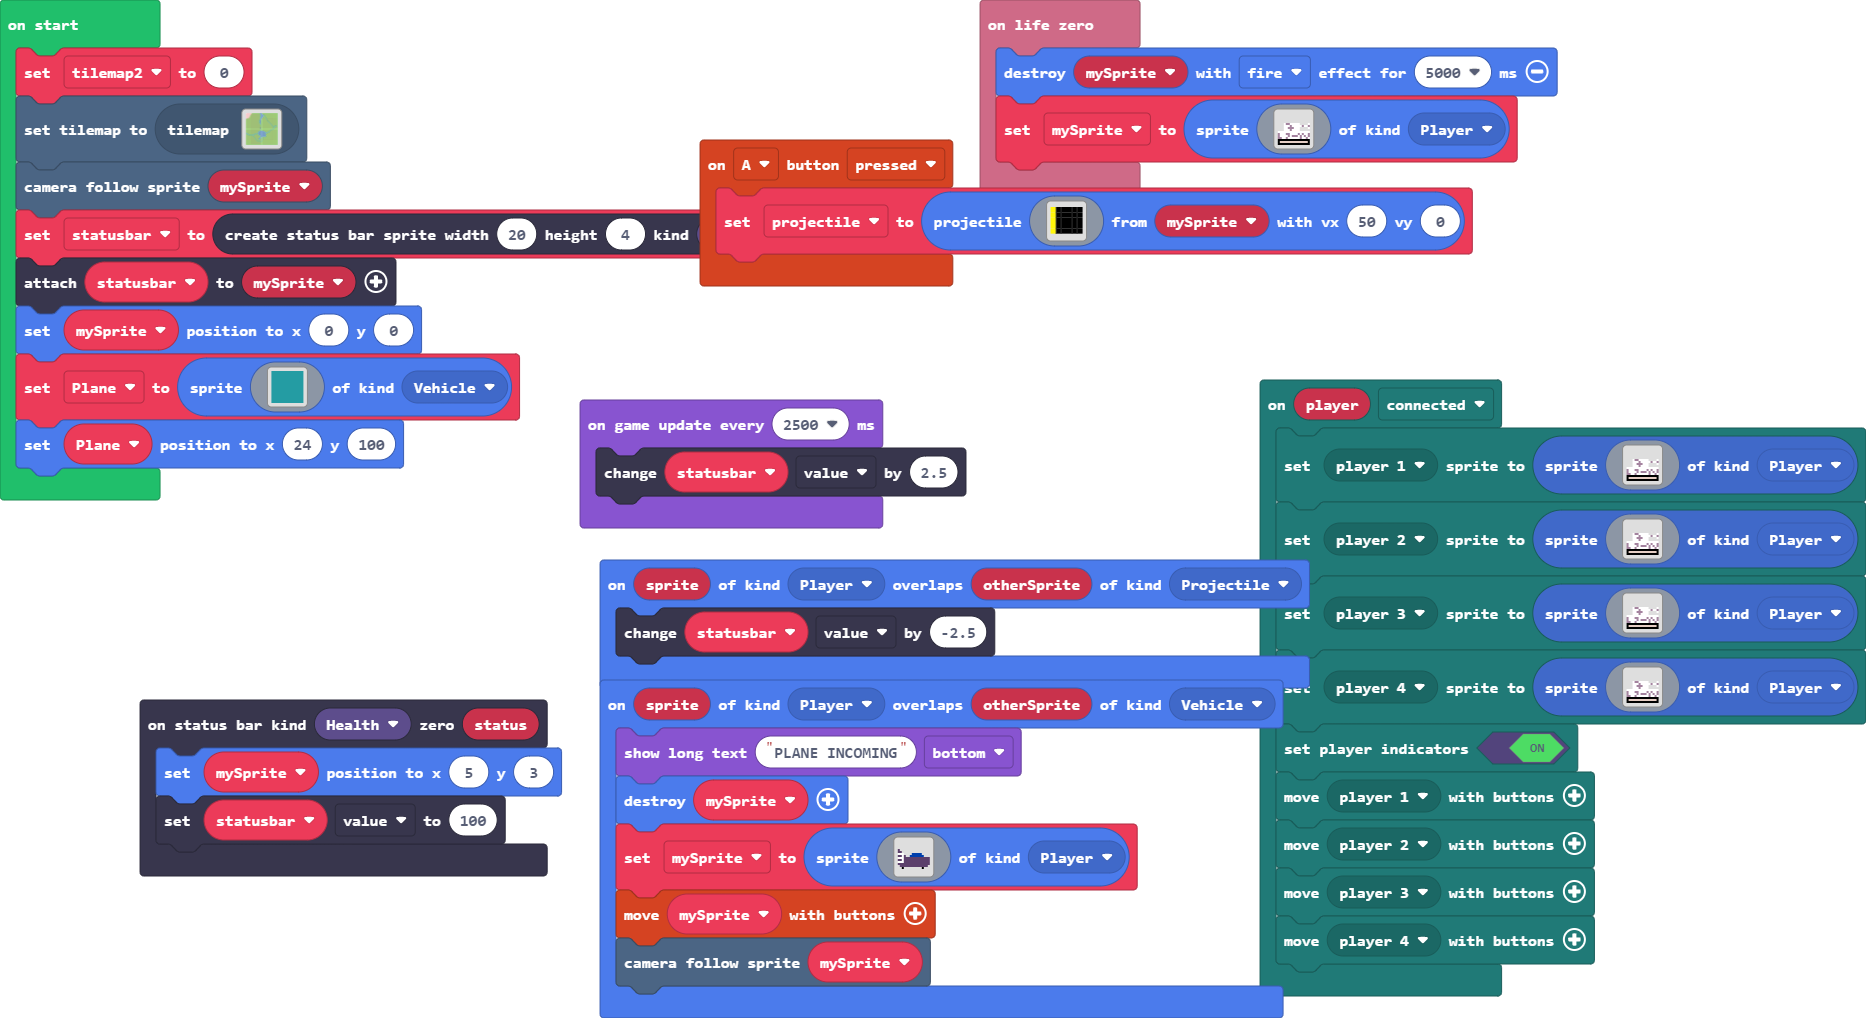 on start
set tilemap2 to 0
set tilemap to tilemap
camera follow sprite mySprite
set statusbar to create status bar sprite width 20 height 4 kind
attach statusbar to mySprite
set mySprite position to x 0 y 0
set Plane to sprite of kind Vehicle
set Plane position to x 24 y 100
on life zero
destroy mySprite with fire effect for 5000 ms
set mySprite to sprite of kind Player
on A button pressed
set projectile to projectile from mySprite with vx 50 vy 0
on game update every 2500 ms
change statusbar value by 2.5
on sprite of kind Player overlaps otherSprite of kind Projectile
change statusbar value by -2.5
on sprite of kind Player overlaps otherSprite of kind Vehicle
show long text "PLANE INCOMING" bottom
destroy mySprite
set mySprite to sprite of kind Player
move mySprite with buttons
camera follow sprite mySprite
on status bar kind Health zero status
set mySprite position to x 5 y 3
set statusbar value to 100
on player connected
set player 1 sprite to sprite of kind Player
set player 2 sprite to sprite of kind Player
set player 3 sprite to sprite of kind Player
set player 4 sprite to sprite of kind Player
set player indicators ON
move player 1 with buttons
move player 2 with buttons
move player 3 with buttons
move player 4 with buttons